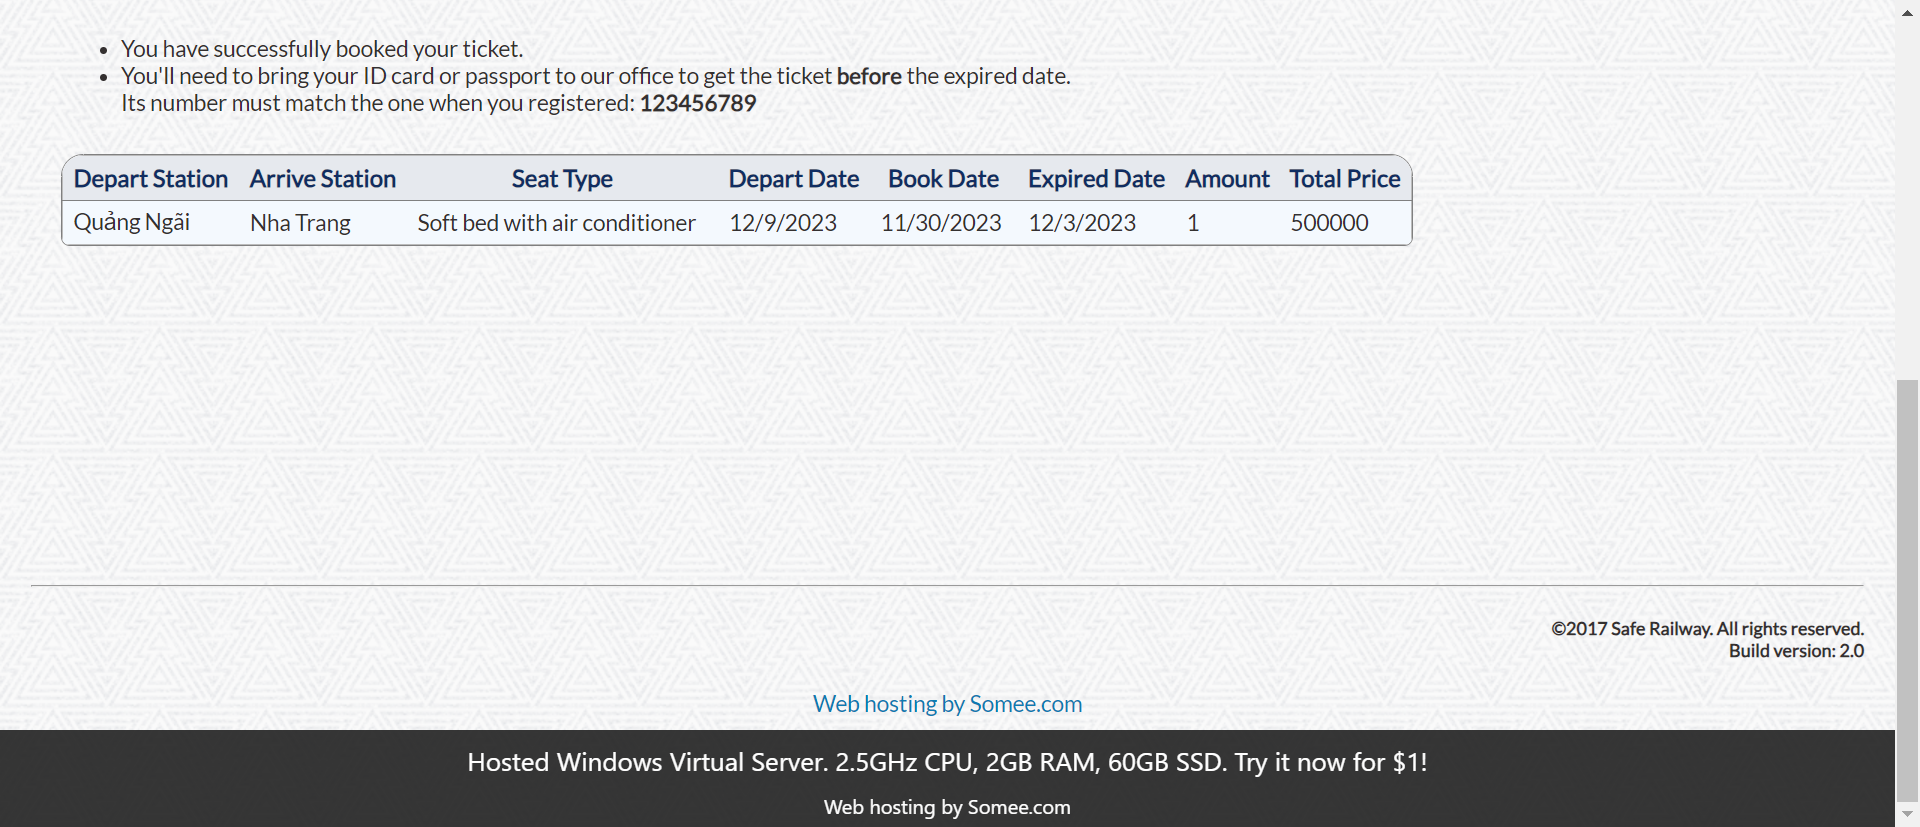 You have successfully booked your ticket.
You'll need to bring your ID card or passport to our office to get the ticket before the expired date.
Its number must match the one when you registered: 123456789
Depart Station Arrive Station Seat Type Depart Date Book Date Expired Date Amount Total Price
Quảng Ngãi Nha Trang Soft bed with air conditioner 12/9/2023 11/30/2023 12/3/2023 1 500000
©2017 Safe Railway. All rights reserved.
Build version: 2.0
Web hosting by Somee.com
Hosted Windows Virtual Server. 2.5GHz CPU, 2GB RAM, 60GB SSD. Try it now for $1!
Web hosting by Somee.com